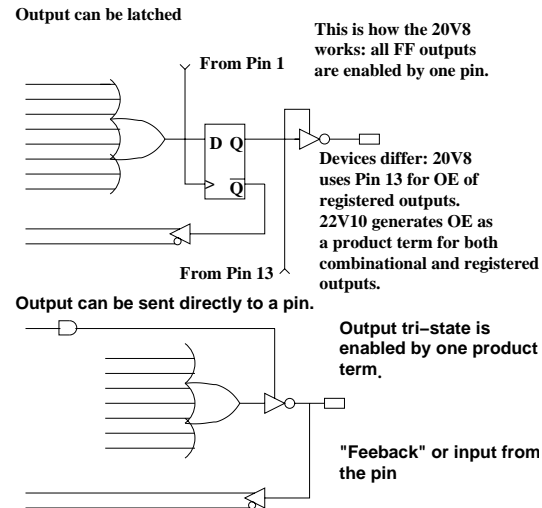 Output can be latched
This is how the 20V8
works: all FF outputs
are enabled by one pin.
From Pin 1
D Q
Q
Devices differ: 20V8
uses Pin 13 for OE of
registered outputs.
22V10 generates OE as
a product term for both
combinational and registered
outputs.
From Pin 13
Output can be sent directly to a pin.
Output tri−state is
enabled by one product
term.
"Feeback" or input from
the pin